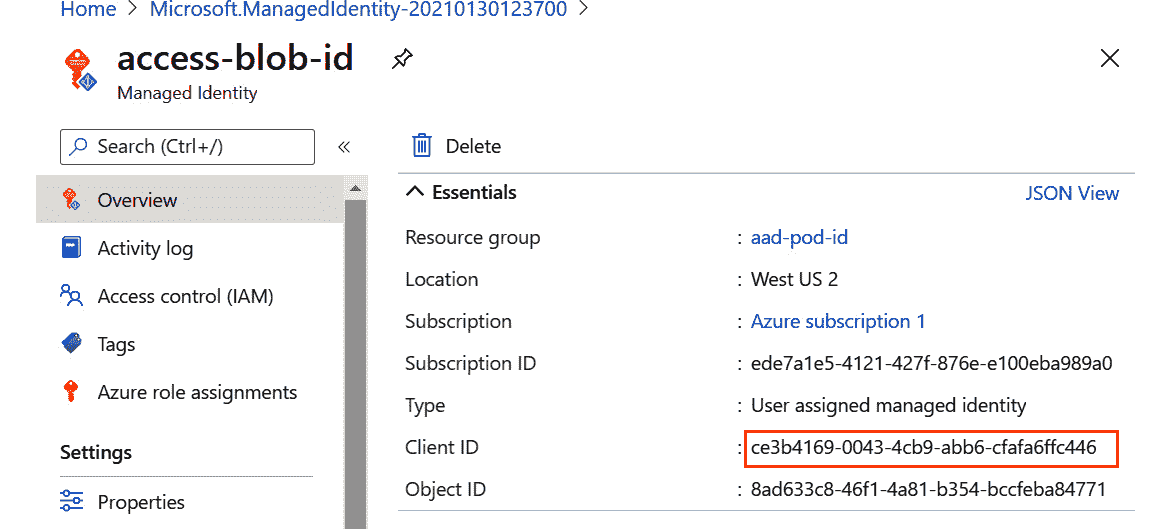 Home > Microsoft.ManagedIdentity-20210130123700 >
access-blob-id
Managed Identity
Search (Ctrl+/)
«
Overview
Activity log
Access control (IAM)
Tags
Azure role assignments
Settings
Properties
Delete
Essentials
JSON View
Resource group : aad-pod-id
Location : West US 2
Subscription : Azure subscription 1
Subscription ID : ede7a1e5-4121-427f-876e-e100eba989a0
Type : User assigned managed identity
Client ID : ce3b4169-0043-4cb9-abb6-cfafa6ffc446
Object ID : 8ad633c8-46f1-4a81-b354-bccfeba84771